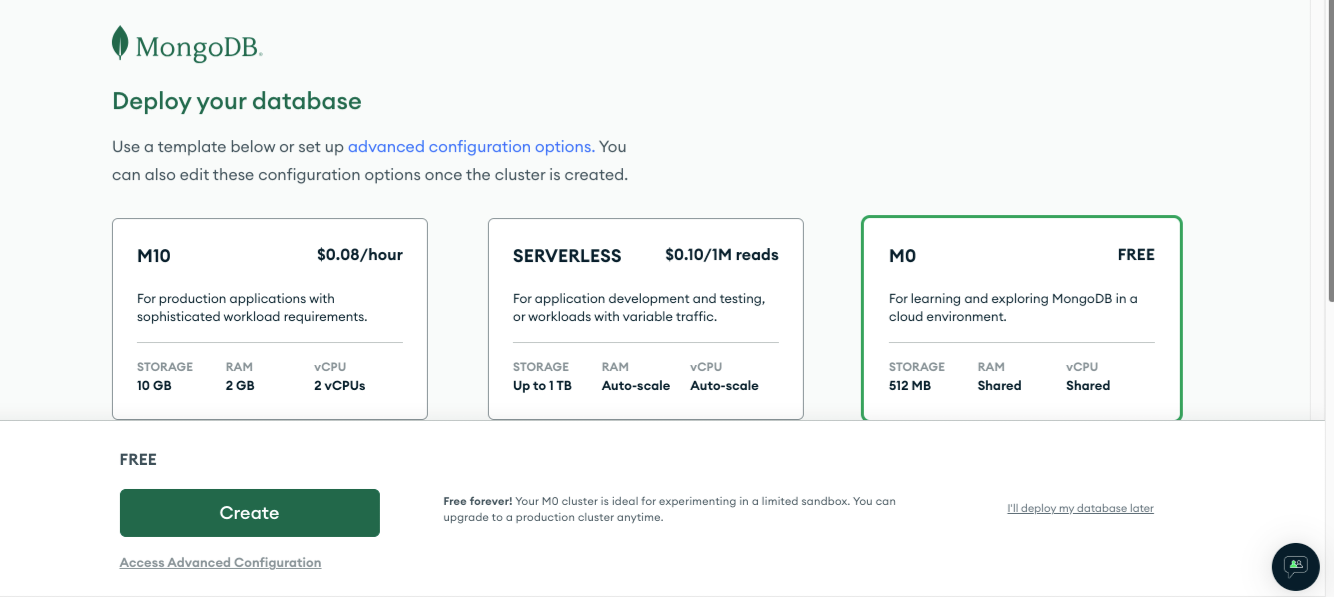 MongoDB.
Deploy your database
Use a template below or set up advanced configuration options. You
can also edit these configuration options once the cluster is created.
M10 $0.08/hour
For production applications with
sophisticated workload requirements.
STORAGE RAM vCPU
10 GB 2 GB 2 vCPUs
SERVERLESS $0.10/1M reads
For application development and testing,
or workloads with variable traffic.
STORAGE RAM vCPU
Up to 1 TB Auto-scale Auto-scale
M0 FREE
For learning and exploring MongoDB in a
cloud environment.
STORAGE RAM vCPU
512 MB Shared Shared
FREE
Create
Access Advanced Configuration
Free forever! Your M0 cluster is ideal for experimenting in a limited sandbox. You can
upgrade to a production cluster anytime.
I'll deploy my database later